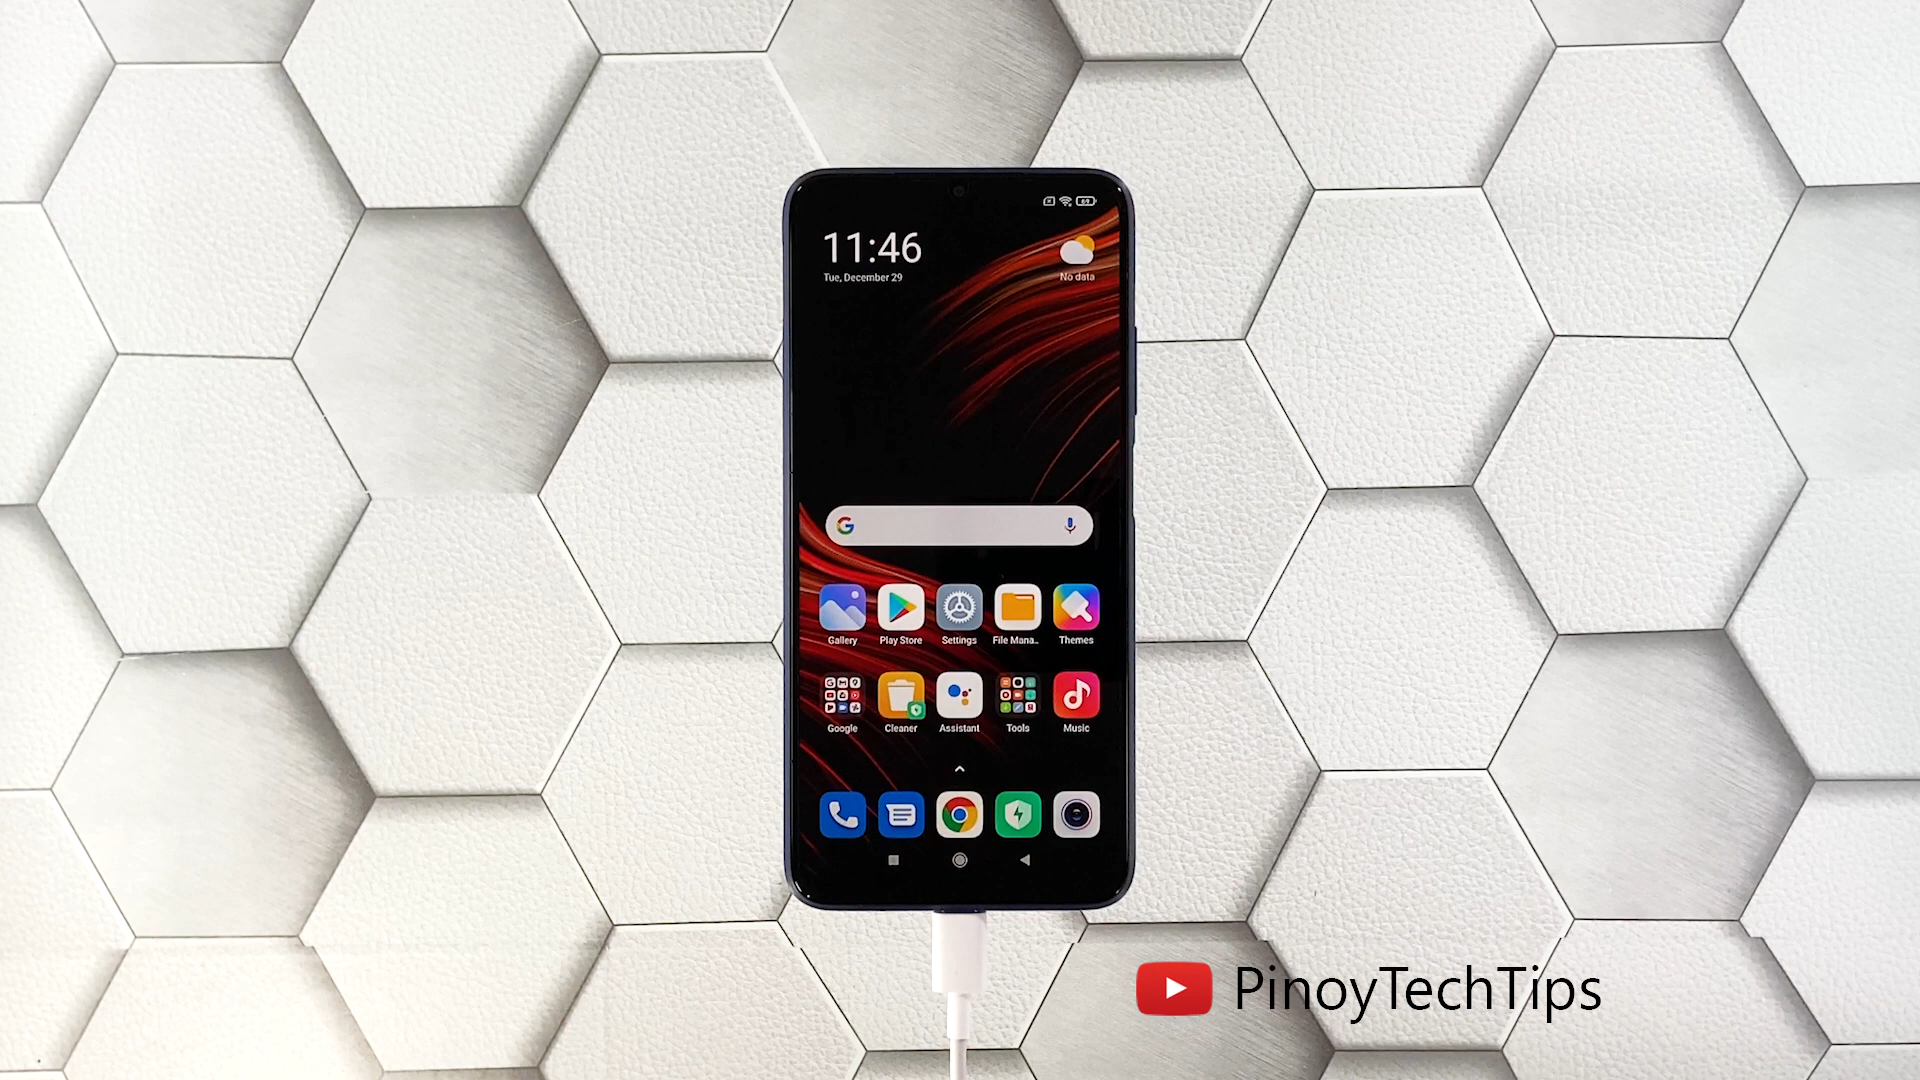 69
11:46
Tue, December 29
No data
Gallery
Play Store
Settings
File Mana..
Themes
Google
Cleaner
Assistant
Tools
Music
PinoyTechTips